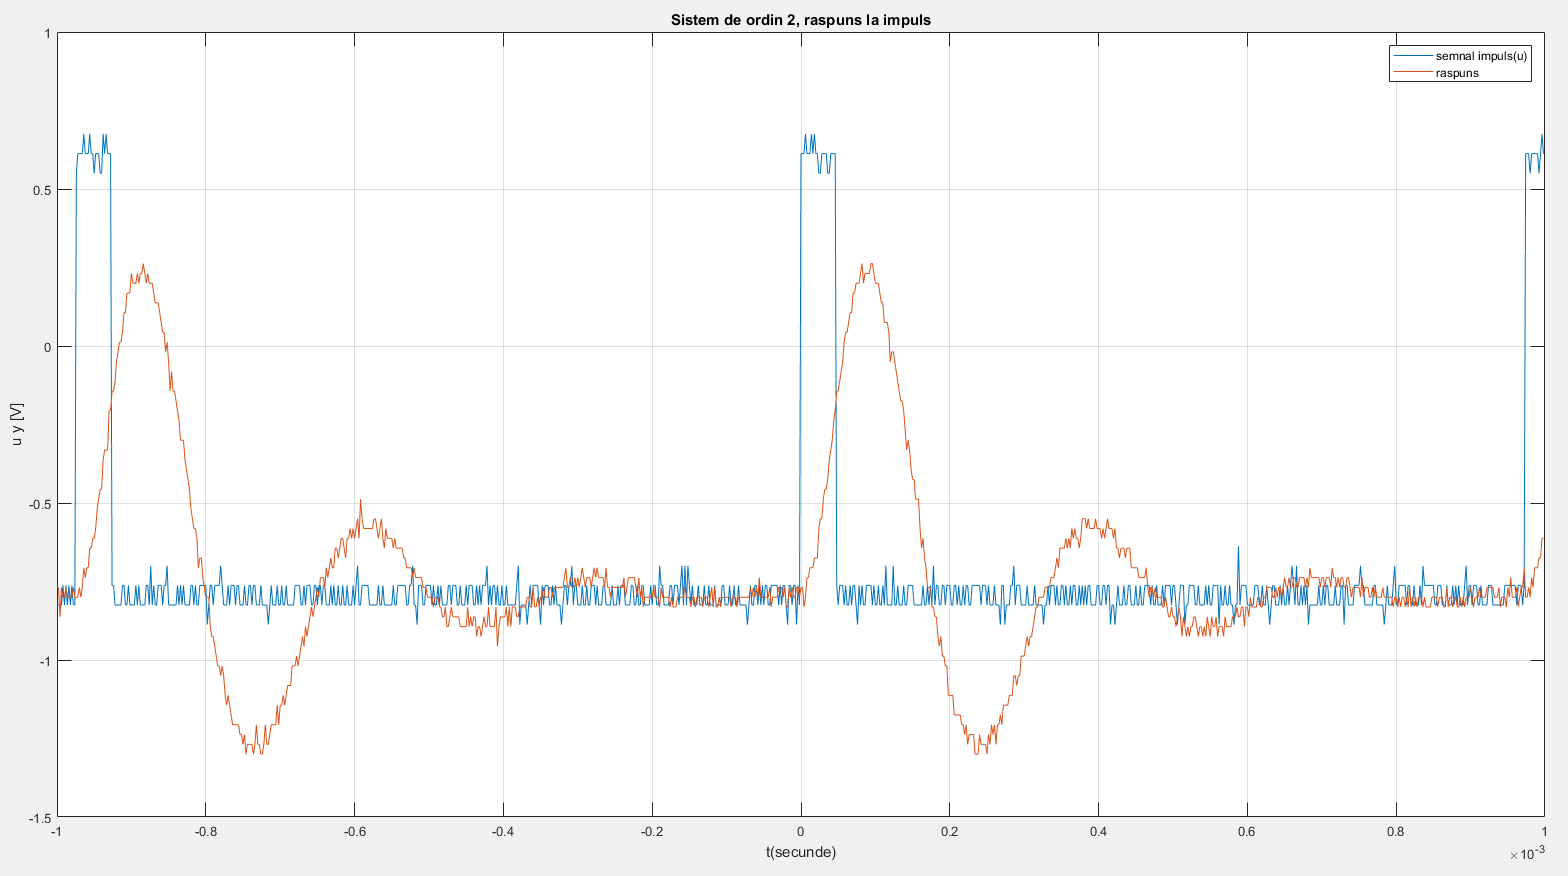 Sistem de ordin 2, raspuns la impuls
semnal impuls(u)
raspuns
u y [V]
1
0.5
0
-0.5
-1
-1.5
-1 -0.8 -0.6 -0.4 -0.2 0 0.2 0.4 0.6 0.8 1
t(secunde)
×10-3